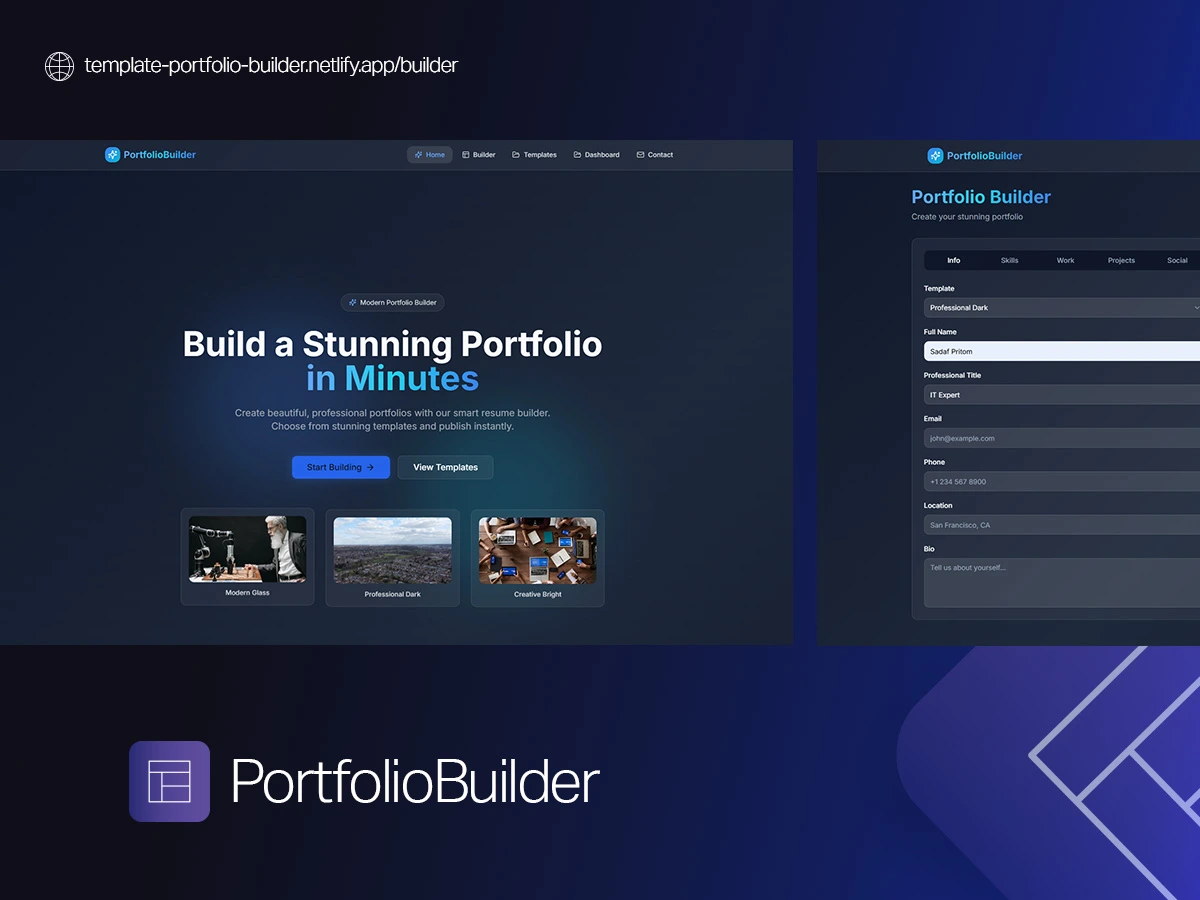 template-portfolio-builder.netlify.app/builder
PortfolioBuilder
Home
Builder
Templates
Dashboard
Contact
Modern Portfolio Builder
Build a Stunning Portfolio
in Minutes
Create beautiful, professional portfolios with our smart resume builder.
Choose from stunning templates and publish instantly.
Start Building →
View Templates
Modern Glass
Professional Dark
Creative Bright
PortfolioBuilder
Portfolio Builder
Create your stunning portfolio
Info
Skills
Work
Projects
Social
Template
Professional Dark
Full Name
Sadaf Pritom
Professional Title
IT Expert
Email
john@example.com
Phone
+1 234 567 8900
Location
San Francisco, CA
Bio
Tell us about yourself...
PortfolioBuilder